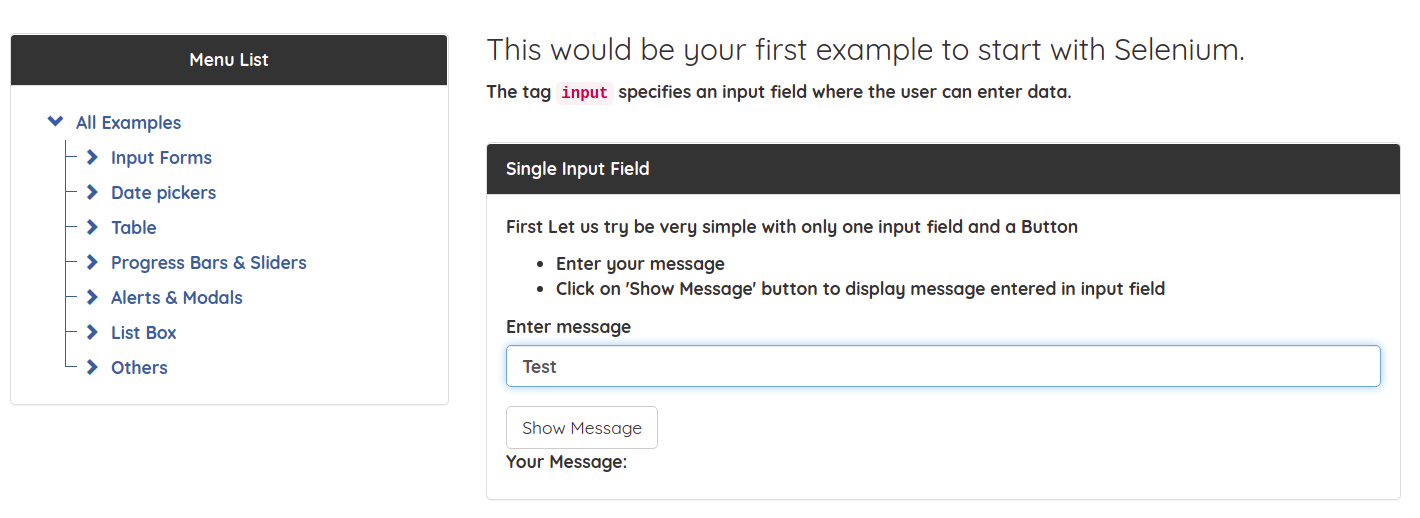 Menu List
All Examples
Input Forms
Date pickers
Table
Progress Bars & Sliders
Alerts & Modals
List Box
Others
This would be your first example to start with Selenium.
The tag input specifies an input field where the user can enter data.
Single Input Field
First Let us try be very simple with only one input field and a Button
Enter your message
Click on 'Show Message' button to display message entered in input field
Enter message
Test
Show Message
Your Message: